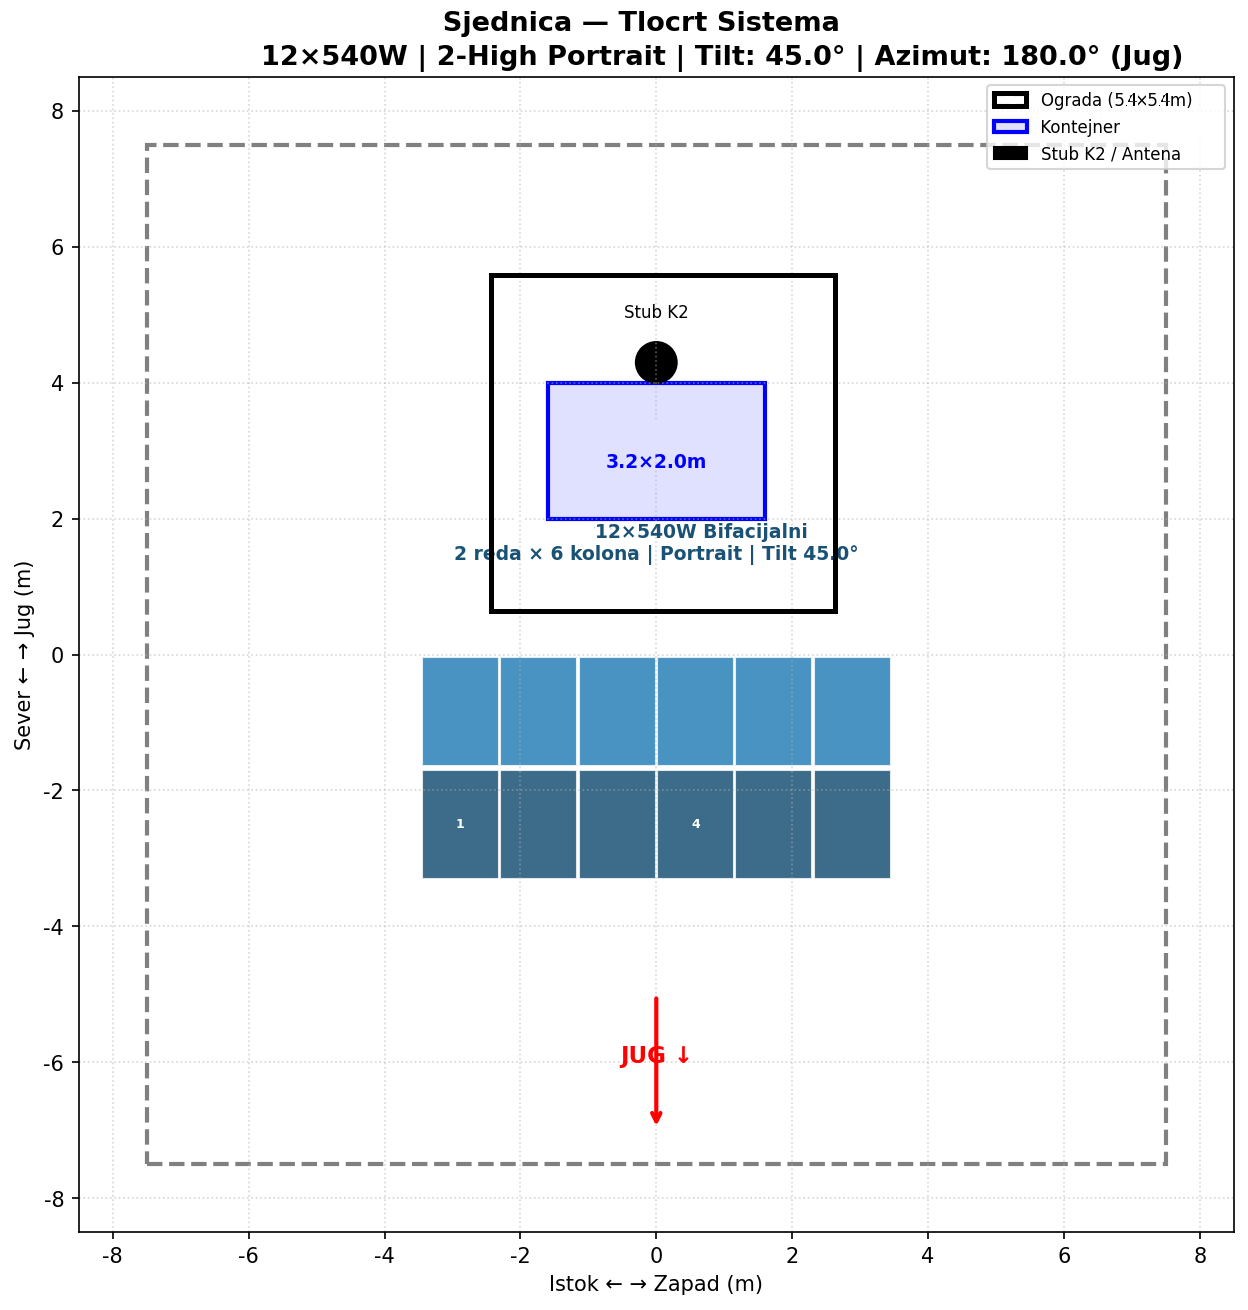 Sjednica — Tlocrt Sistema
12×540W | 2-High Portrait | Tilt: 45.0° | Azimut: 180.0° (Jug)
Ograda (5.4×5.4m)
Kontejner
Stub K2 / Antena
Stub K2
3.2×2.0m
12×540W Bifacijalni
2 reda × 6 kolona | Portrait | Tilt 45.0°
1
4
JUG ↓
8
6
4
2
0
-2
-4
-6
-8
Sever ← → Jug (m)
-8
-6
-4
-2
0
2
4
6
8
Istok ← → Zapad (m)